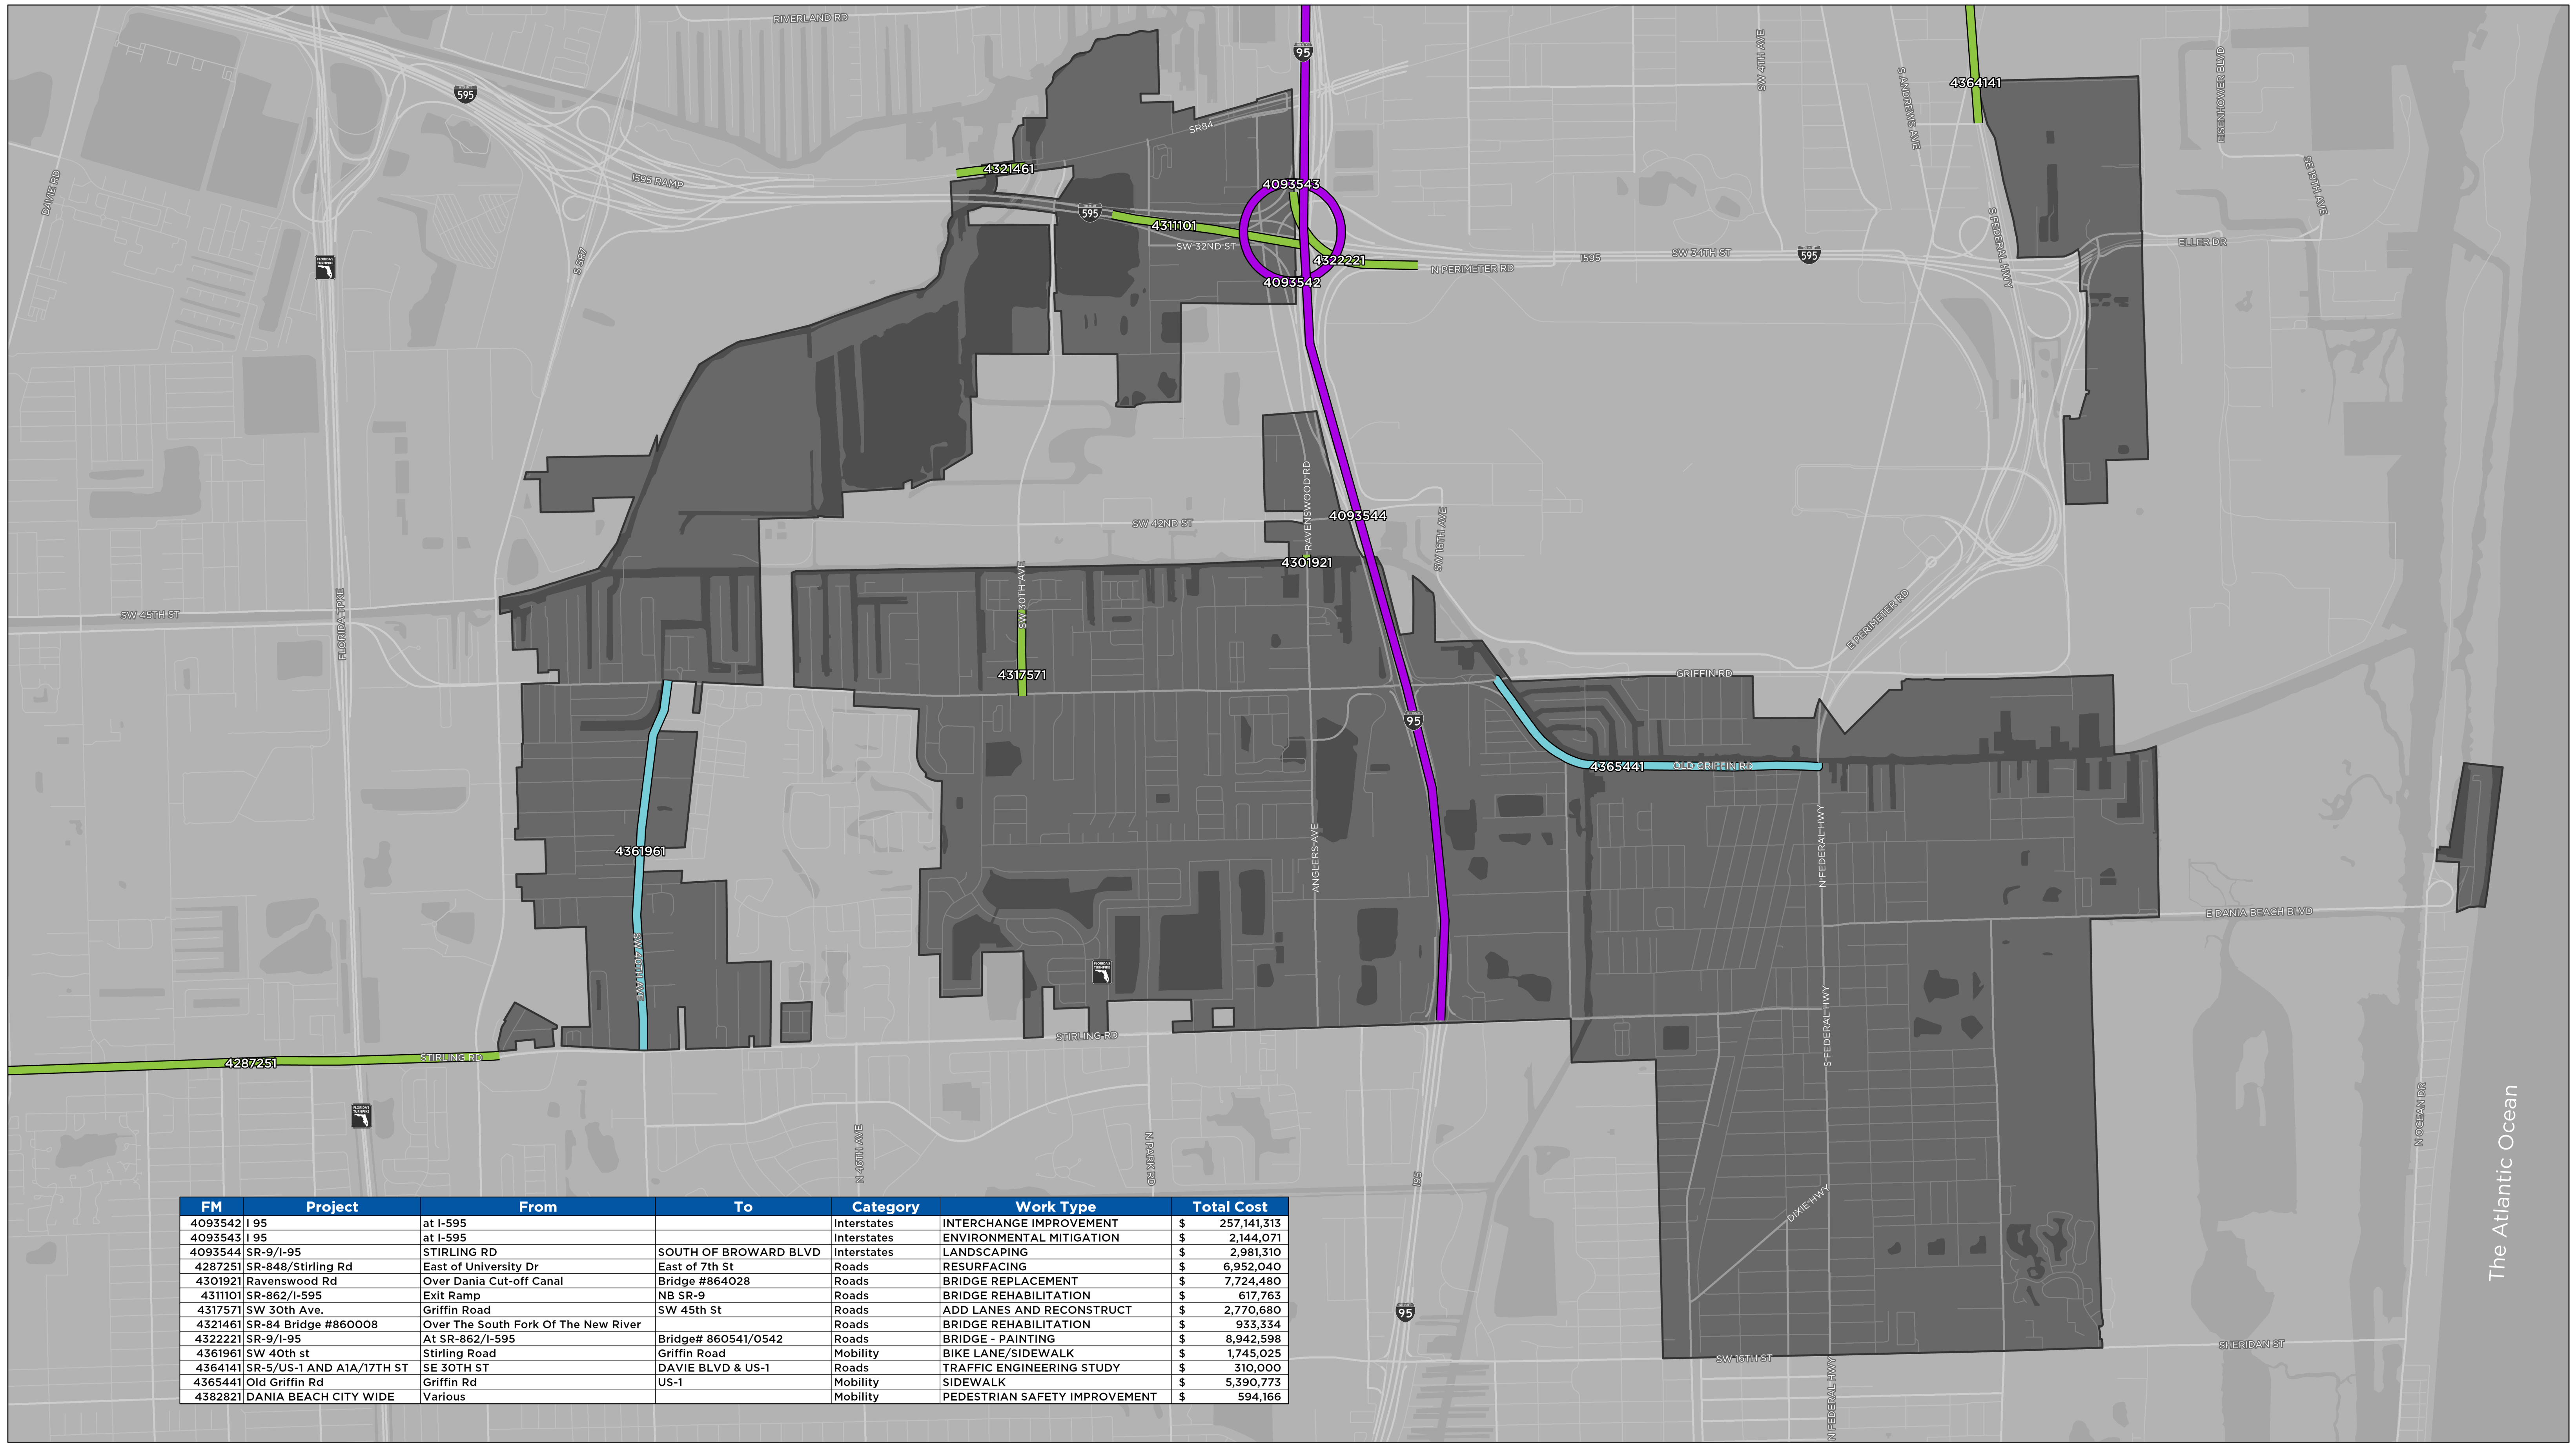 RIVERLAND RD
95
SW 4TH AVE
S ANDREWS AVE
4364141
EISENHOWER BLVD
595
SR84
DAVIE RD
I595 RAMP
4321461
4093543
SE 19TH AVE
595
4311101
SW 32ND ST
4322221
4093542
N PERIMETER RD
I595
SW 34TH ST
595
S FEDERAL HWY
ELLER DR
FLORIDA'S TURNPIKE
S SR7
RAVENSWOOD RD
SW 42ND ST
4093544
SW 16TH AVE
4301921
SW 30TH AVE
SW 45TH ST
FLORIDA TPKE
E PERIMETER RD
4317571
GRIFFIN RD
95
4365441
OLD GRIFFIN RD
4361961
ANGLERS AVE
N FEDERAL HWY
E DANIA BEACH BLVD
SW 40TH AVE
FLORIDA'S TURNPIKE
S FEDERAL HWY
STIRLING RD
4287251
STIRLING RD
FLORIDA'S TURNPIKE
N 46TH AVE
N PARK RD
I95
N OCEAN DR
The Atlantic Ocean
DIXIE HWY
95
SW 16TH ST
SHERIDAN ST
N FEDERAL HWY
FM Project From To Category Work Type Total Cost
4093542 I 95 at I-595 Interstates INTERCHANGE IMPROVEMENT $ 257,141,313
4093543 I 95 at I-595 Interstates ENVIRONMENTAL MITIGATION $ 2,144,071
4093544 SR-9/I-95 STIRLING RD SOUTH OF BROWARD BLVD Interstates LANDSCAPING $ 2,981,310
4287251 SR-848/Stirling Rd East of University Dr East of 7th St Roads RESURFACING $ 6,952,040
4301921 Ravenswood Rd Over Dania Cut-off Canal Bridge #864028 Roads BRIDGE REPLACEMENT $ 7,724,480
4311101 SR-862/I-595 Exit Ramp NB SR-9 Roads BRIDGE REHABILITATION $ 617,763
4317571 SW 30th Ave. Griffin Road SW 45th St Roads ADD LANES AND RECONSTRUCT $ 2,770,680
4321461 SR-84 Bridge #860008 Over The South Fork Of The New River Roads BRIDGE REHABILITATION $ 933,334
4322221 SR-9/I-95 At SR-862/I-595 Bridge# 860541/0542 Roads BRIDGE - PAINTING $ 8,942,598
4361961 SW 40th st Stirling Road Griffin Road Mobility BIKE LANE/SIDEWALK $ 1,745,025
4364141 SR-5/US-1 AND A1A/17TH ST SE 30TH ST DAVIE BLVD & US-1 Roads TRAFFIC ENGINEERING STUDY $ 310,000
4365441 Old Griffin Rd Griffin Rd US-1 Mobility SIDEWALK $ 5,390,773
4382821 DANIA BEACH CITY WIDE Various Mobility PEDESTRIAN SAFETY IMPROVEMENT $ 594,166